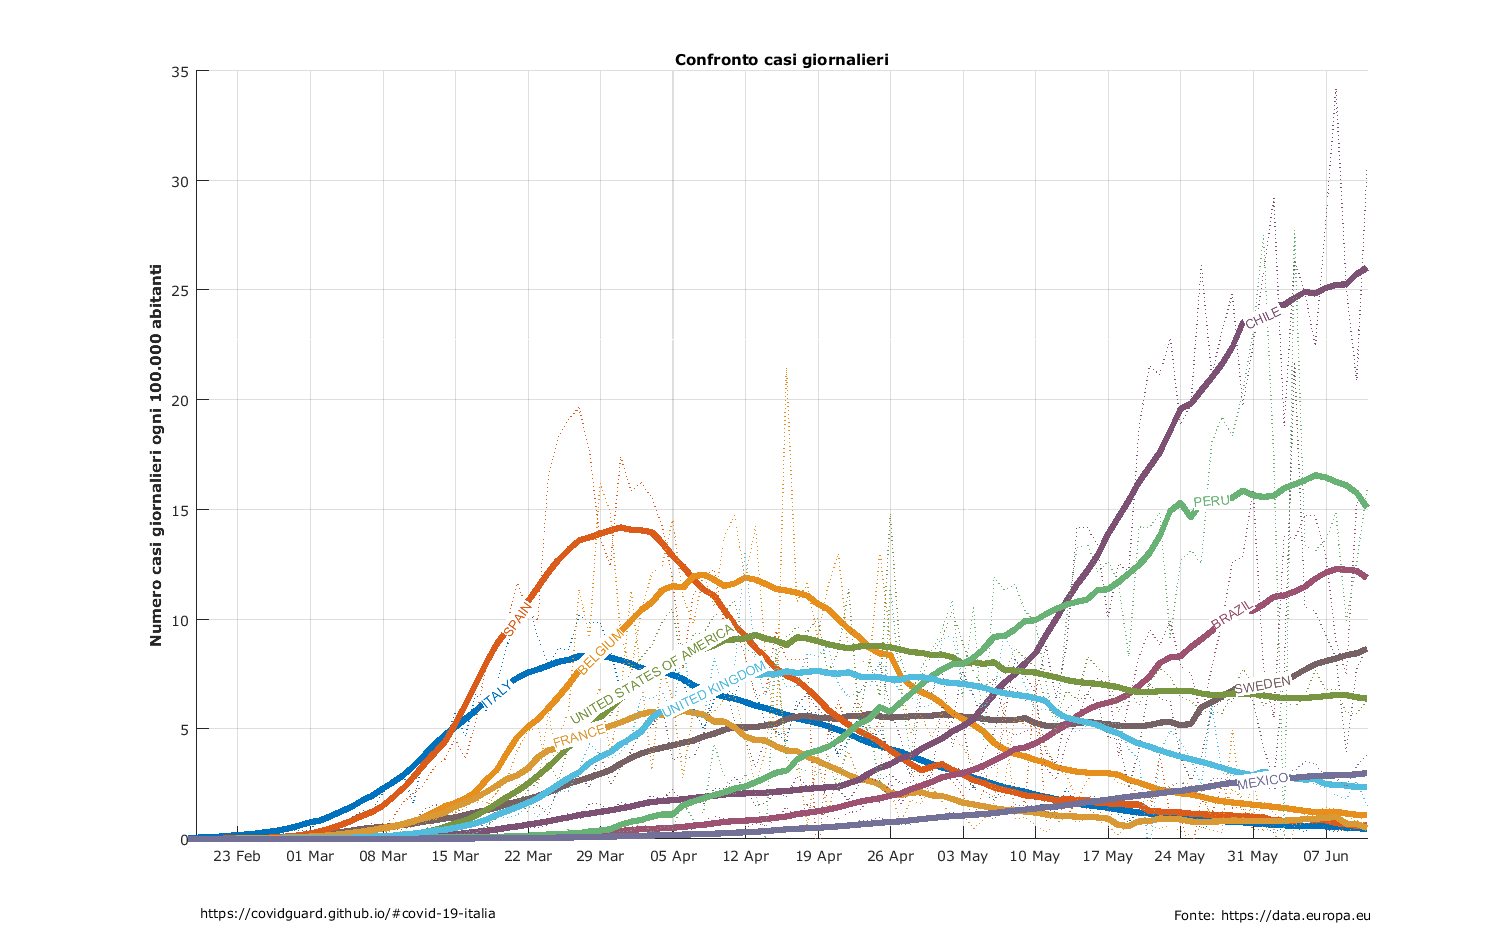 Confronto casi giornalieri
Numero casi giornalieri ogni 100.000 abitanti
35
30
25
20
15
10
5
0
CHILE
PERU
BRAZIL
SPAIN
BELGIUM
UNITED STATES OF AMERICA
ITALY
UNITED KINGDOM
SWEDEN
FRANCE
MEXICO
23 Feb 01 Mar 08 Mar 15 Mar 22 Mar 29 Mar 05 Apr 12 Apr 19 Apr 26 Apr 03 May 10 May 17 May 24 May 31 May 07 Jun
https://covidguard.github.io/#covid-19-italia
Fonte: https://data.europa.eu